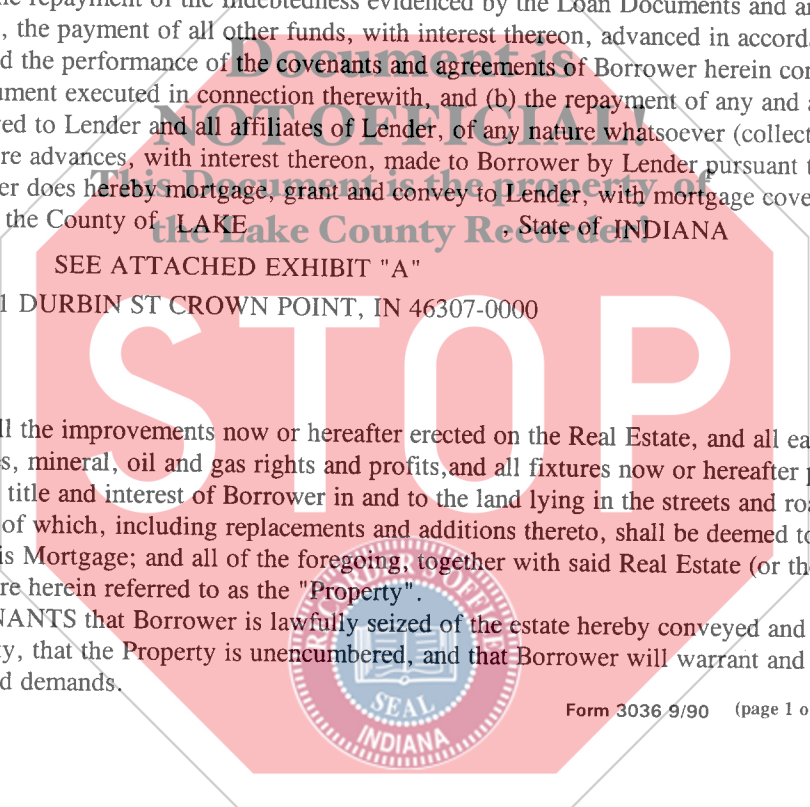 the repayment of the indebtedness evidenced by the Loan Documents and
, the payment of all other funds, with interest thereon, advanced in
d the performance of the covenants and agreements of Borrower herein
executed in connection therewith, and (b) the repayment of any and
ed to Lender and all affiliates of Lender, of any nature whatsoever (collect
re advances, with interest thereon, made to Borrower by Lender pursuant
er does hereby mortgage, grant and convey to Lender, with mortgage cove
the County of LAKE , State of INDIANA
Document is
NOT OFFICIAL!
This Document is the property of
the Lake County Recorder!
SEE ATTACHED EXHIBIT "A"
1 DURBIN ST CROWN POINT, IN 46307-0000
STOP
ll the improvements now or hereafter erected on the Real Estate, and all ea
s, mineral, oil and gas rights and profits,and all fixtures now or hereafter
title and interest of Borrower in and to the land lying in the streets and
of which, including replacements and additions thereto, shall be deemed to
is Mortgage; and all of the foregoing, together with said Real Estate (or
re herein referred to as the "Property".
NANTS that Borrower is lawfully seized of the estate hereby conveyed and
y, that the Property is unencumbered, and that Borrower will warrant and
d demands.
RECORDER'S OFFICE
SEAL
INDIANA
Form 3036 9/90 (page 1 o